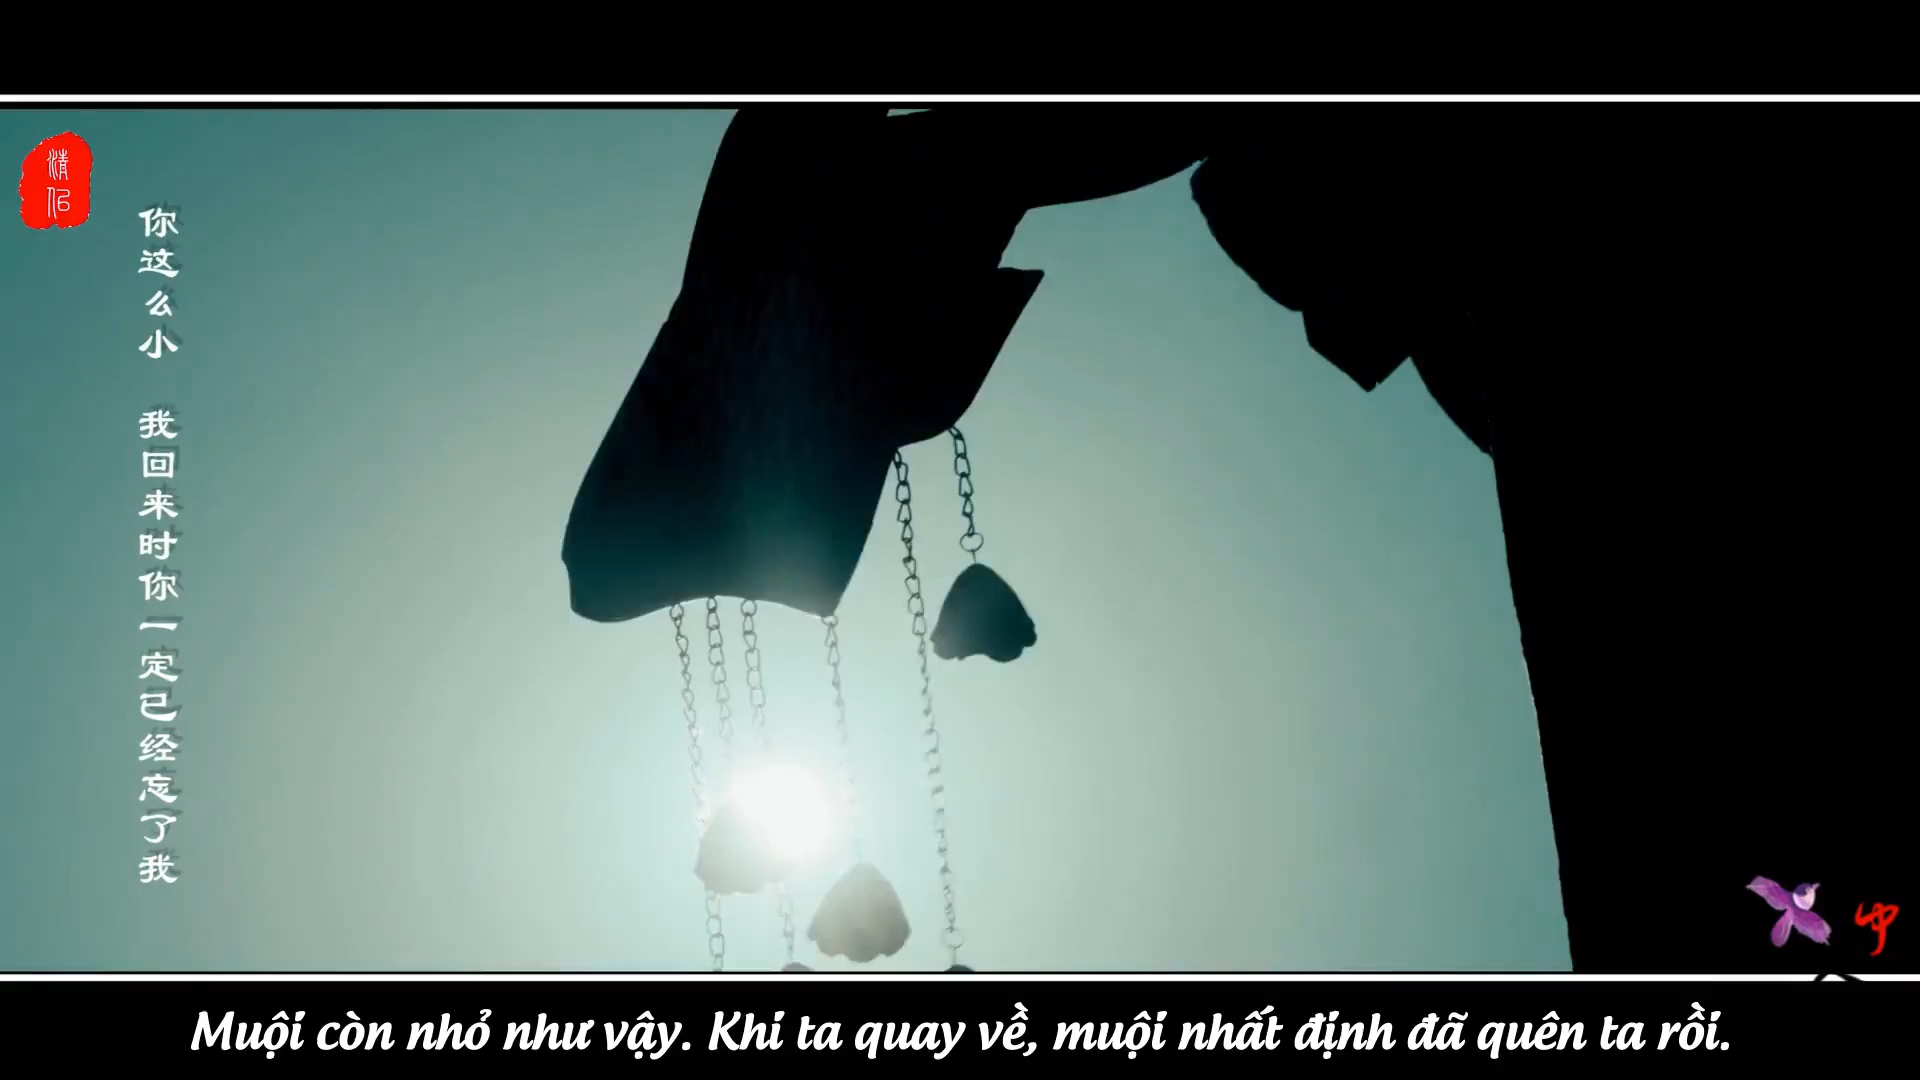 你这么小 我回来时你一定已经忘了我
Muội còn nhỏ như vậy. Khi ta quay về, muội nhất định đã quên ta rồi.